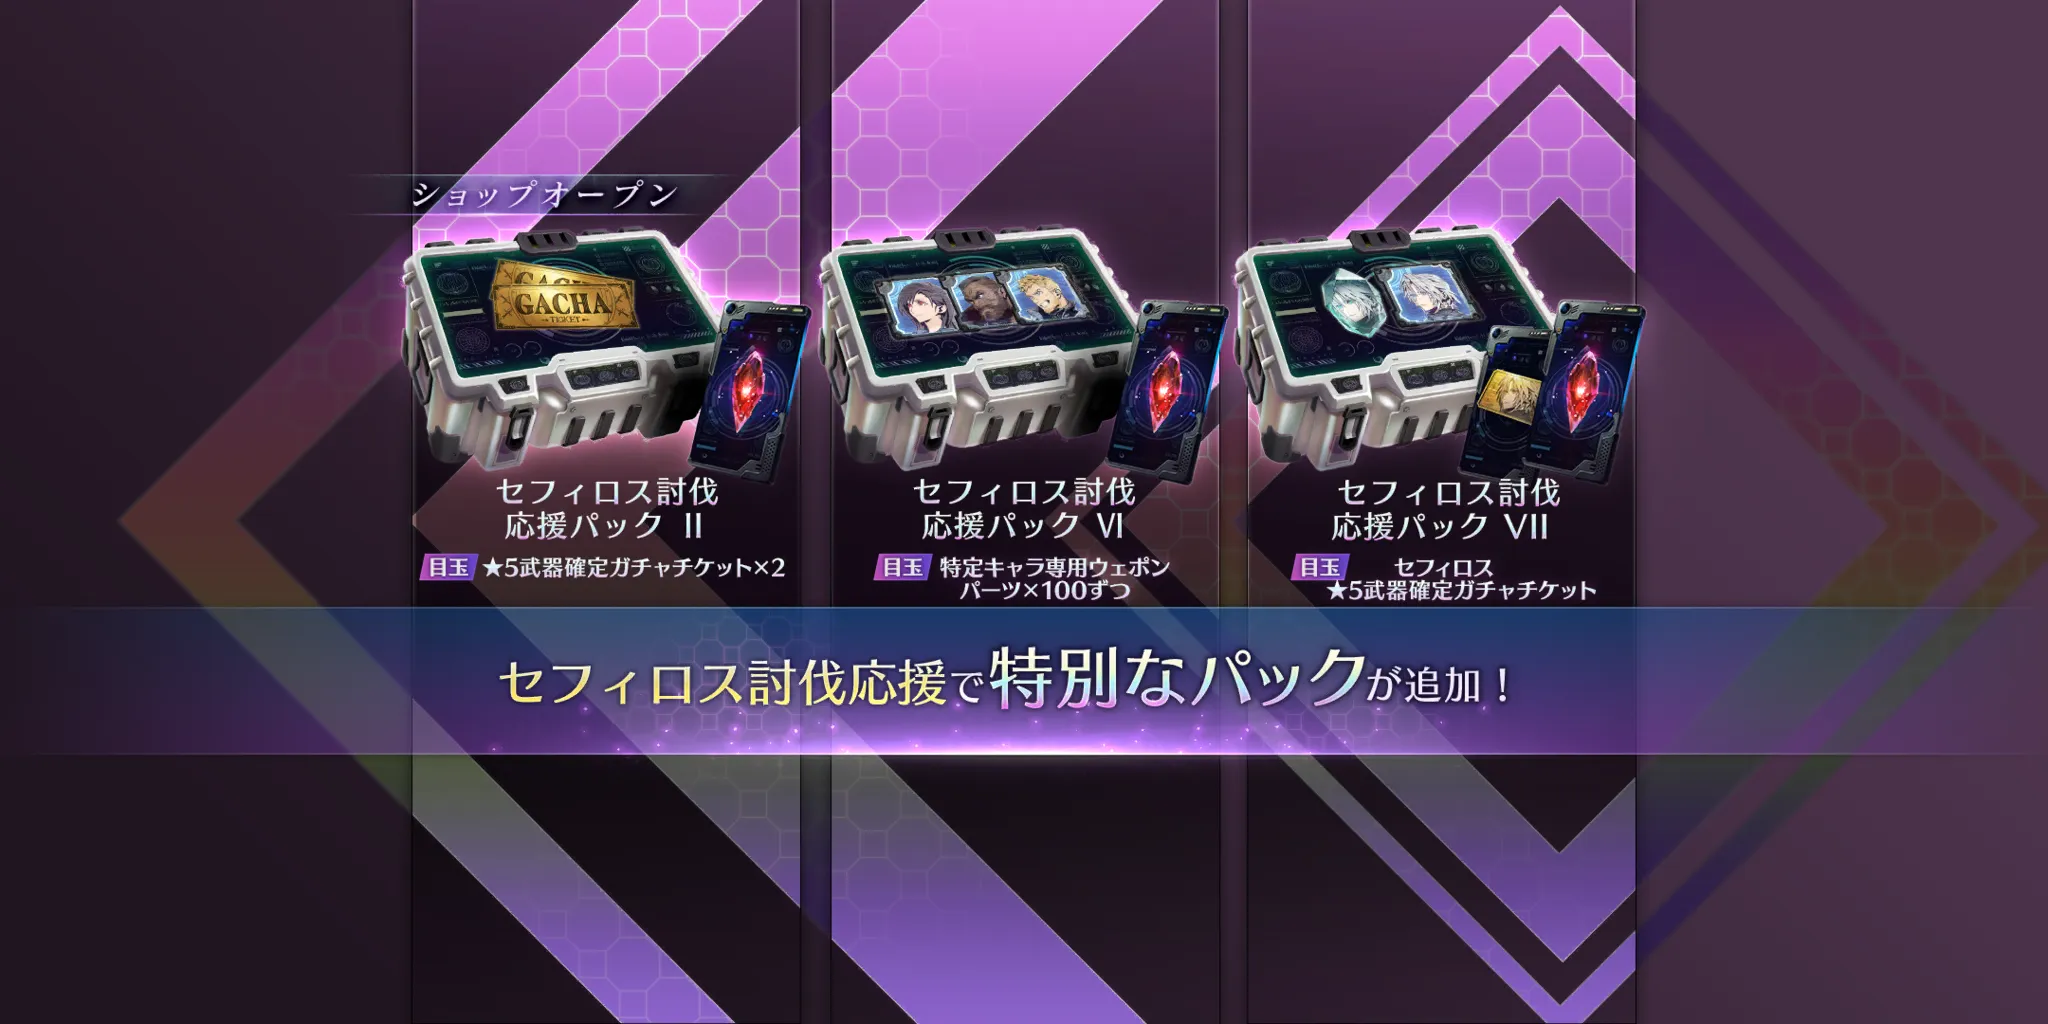 ショップオープン
GACHA
GACHA
TICKET
セフィロス討伐
応援パック II
目玉 ★5武器確定ガチャチケット×2
セフィロス討伐
応援パック VI
目玉 特定キャラ専用ウェポン
パーツ×100ずつ
セフィロス討伐
応援パック VII
目玉 セフィロス
★5武器確定ガチャチケット
セフィロス討伐応援で特別なパックが追加！